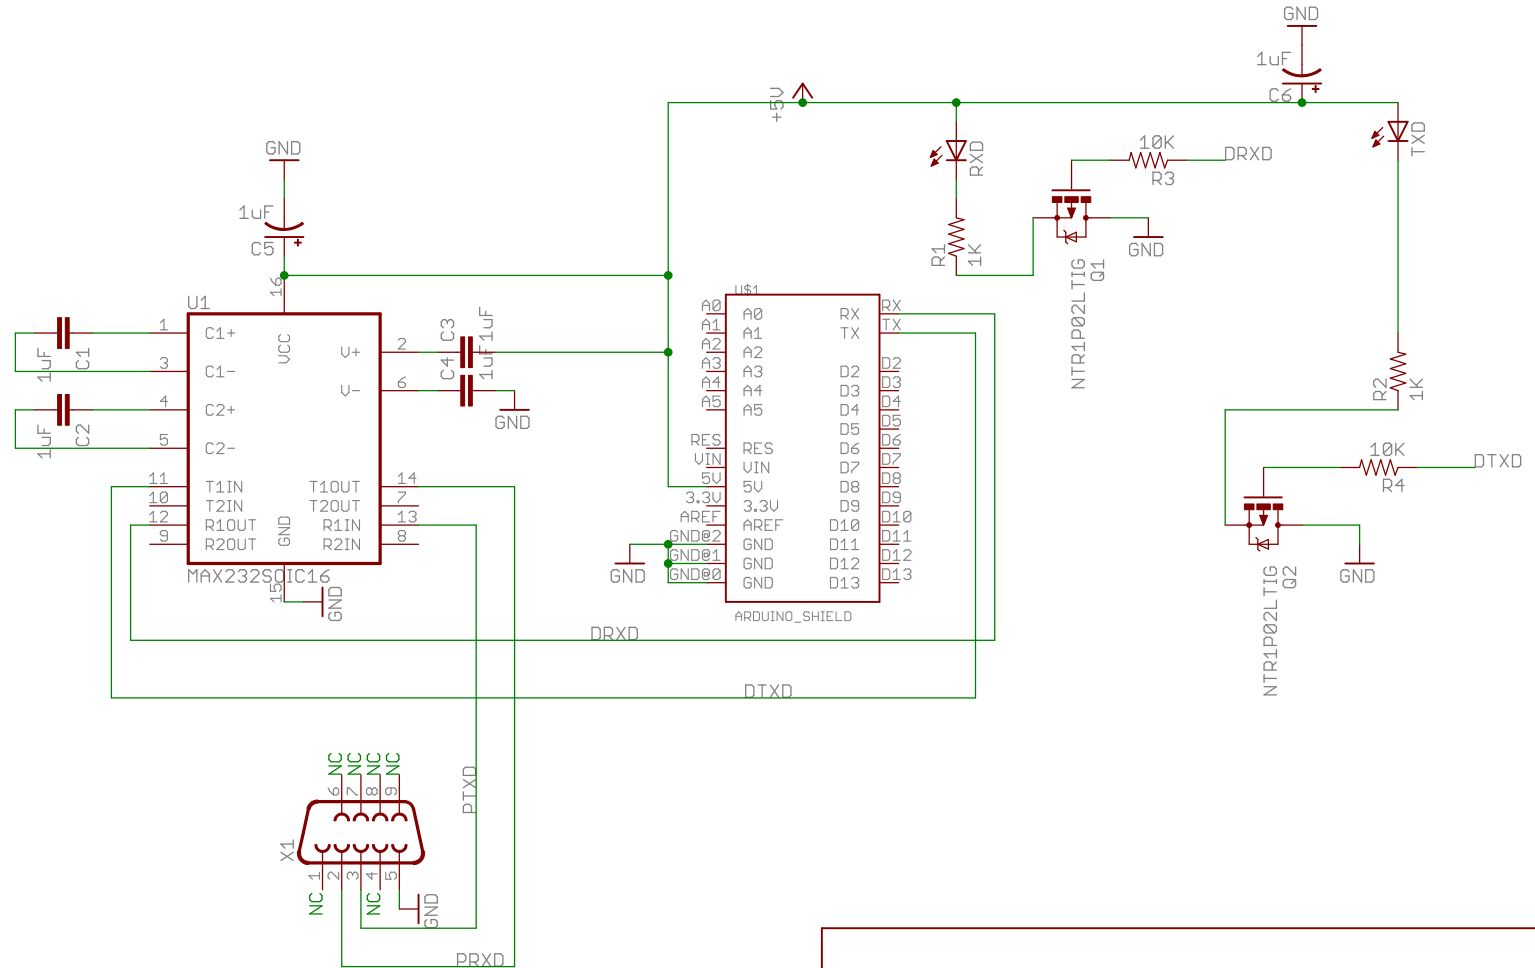 GND
1uF
C6
+5V
RXD
10K
R3
DRXD
TXD
GND
1uF
C5
R1
1K
GND
NTR1P02LTIG
Q1
16
U1
1
C1+
3
C1-
4
C2+
5
C2-
11
T1IN
10
T2IN
12
R1OUT
9
R2OUT
VCC
GND
V+
2
V-
6
T1OUT
14
T2OUT
7
R1IN
13
R2IN
8
MAX232SOIC16
15
GND
1uF
C1
1uF
C2
C3
1uF
C4
1uF
GND
U$1
A0
A0
A1
A1
A2
A2
A3
A3
A4
A4
A5
A5
RES
RES
VIN
VIN
5V
5V
3.3V
3.3V
AREF
AREF
GND@2
GND
GND@1
GND
GND@0
GND
GND
RX
RX
TX
TX
D2
D2
D3
D3
D4
D4
D5
D5
D6
D6
D7
D7
D8
D8
D9
D9
D10
D10
D11
D11
D12
D12
D13
D13
ARDUINO_SHIELD
R2
1K
10K
R4
DTXD
GND
NTR1P02LTIG
Q2
DRXD
DTXD
NC
NC
NC
NC
6
7
8
9
X1
1
2
3
4
5
NC
NC
GND
PTXD
PRXD